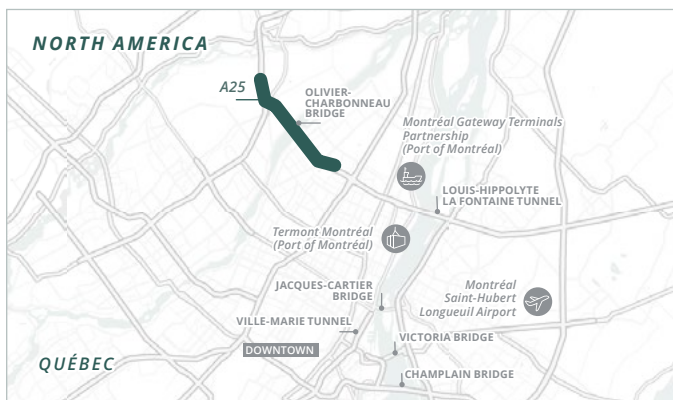 NORTH AMERICA
A25
OLIVIER-
CHARBONNEAU
BRIDGE
Montréal Gateway Terminals
Partnership
(Port of Montréal)
LOUIS-HIPPOLYTE
LA FONTAINE TUNNEL
Termont Montréal
(Port of Montréal)
JACQUES-CARTIER
BRIDGE
Montréal
Saint-Hubert
Longueuil Airport
VILLE-MARIE TUNNEL
DOWNTOWN
VICTORIA BRIDGE
QUÉBEC
CHAMPLAIN BRIDGE